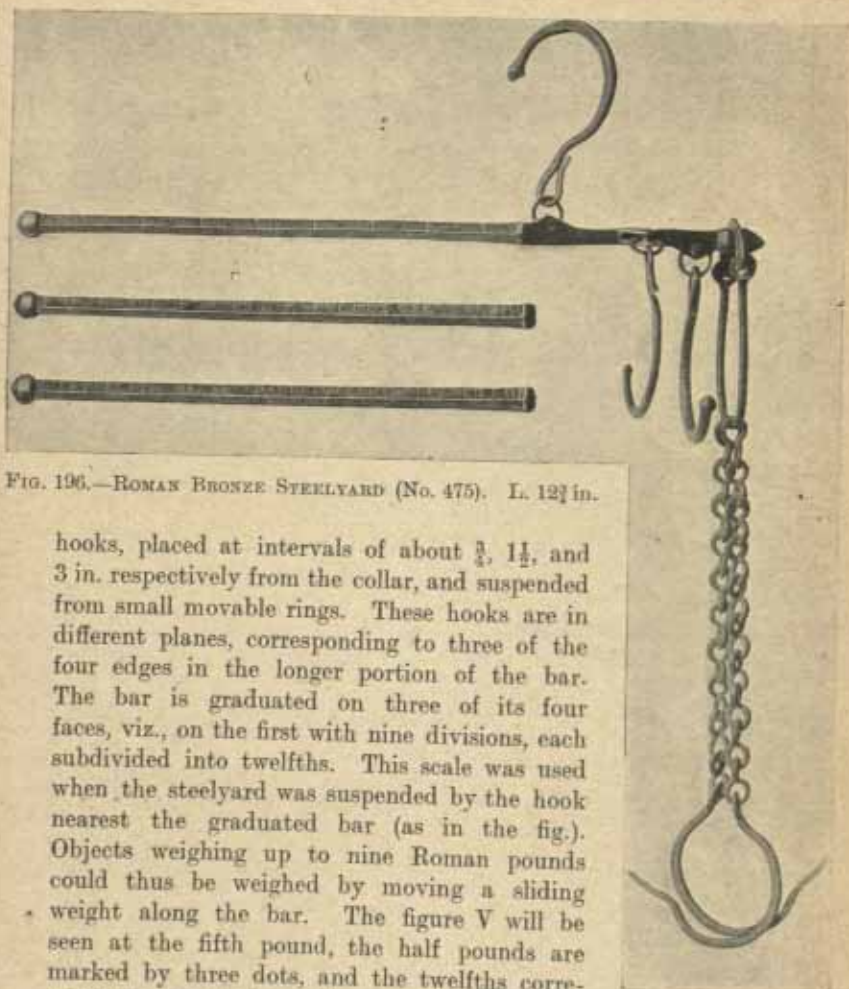 FIG. 196.—ROMAN BRONZE STEELYARD (No. 475). L. 12¾ in.
hooks, placed at intervals of about ¾, 1½, and
3 in. respectively from the collar, and suspended
from small movable rings. These hooks are in
different planes, corresponding to three of the
four edges in the longer portion of the bar.
The bar is graduated on three of its four
faces, viz., on the first with nine divisions, each
subdivided into twelfths. This scale was used
when the steelyard was suspended by the hook
nearest the graduated bar (as in the fig.).
Objects weighing up to nine Roman pounds
could thus be weighed by moving a sliding
weight along the bar. The figure V will be
seen at the fifth pound, the half pounds are
marked by three dots, and the twelfths corre-